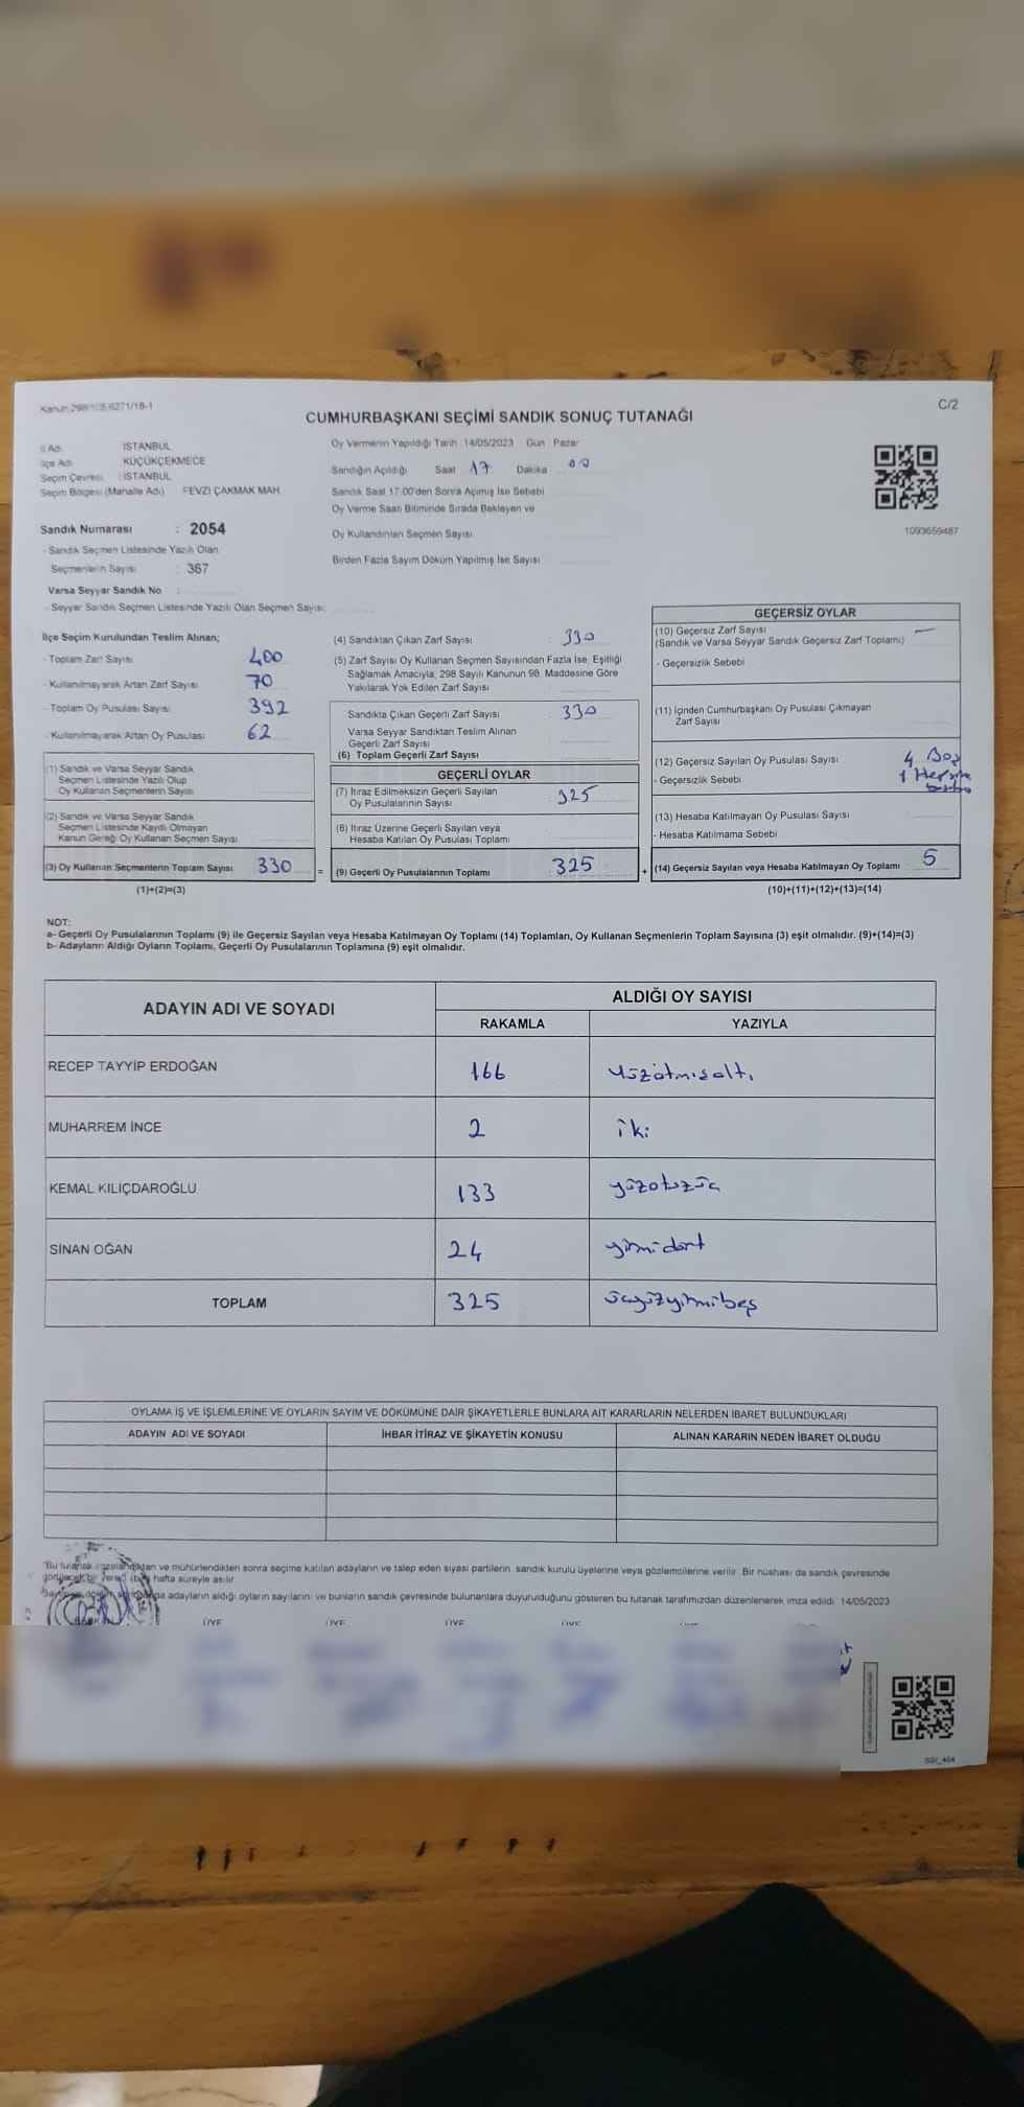 Kanun:298/105,6271/18-1
C/2
CUMHURBAŞKANI SEÇİMİ SANDIK SONUÇ TUTANAĞI
İl Adı İSTANBUL
İlçe Adı KÜÇÜKÇEKMECE
Seçim Çevresi : İSTANBUL
Seçim Bölgesi (Mahalle Adı) FEVZİ ÇAKMAK MAH.
Sandık Numarası : 2054
- Sandık Seçmen Listesinde Yazılı Olan
Seçmenlerin Sayısı : 367
Varsa Seyyar Sandık No :
- Seyyar Sandık Seçmen Listesinde Yazılı Olan Seçmen Sayısı:
Oy Vermenin Yapıldığı Tarih :14/05/2023 Gün : Pazar
Sandığın Açıldığı Saat 17 Dakika 00
Sandık Saat 17:00'den Sonra Açılmış İse Sebebi
Oy Verme Saati Bitiminde Sırada Bekleyen ve
Oy Kullandırılan Seçmen Sayısı
Birden Fazla Sayım Döküm Yapılmış İse Sayısı
1093659487
İlçe Seçim Kurulundan Teslim Alınan;
- Toplam Zarf Sayısı 400
- Kullanılmayarak Artan Zarf Sayısı 70
- Toplam Oy Pusulası Sayısı 392
- Kullanılmayarak Artan Oy Pusulası 62
(1) Sandık ve Varsa Seyyar Sandık
Seçmen Listesinde Yazılı Olup
Oy Kullanan Seçmenlerin Sayısı
(2) Sandık ve Varsa Seyyar Sandık
Seçmen Listesinde Kayıtlı Olmayan
Kanun Gereği Oy Kullanan Seçmen Sayısı
(3) Oy Kullanan Seçmenlerin Toplam Sayısı 330
(1)+(2)=(3)
(4) Sandıktan Çıkan Zarf Sayısı : 330
(5) Zarf Sayısı Oy Kullanan Seçmen Sayısından Fazla İse, Eşitliği
Sağlamak Amacıyla, 298 Sayılı Kanunun 98. Maddesine Göre
Yakılarak Yok Edilen Zarf Sayısı
Sandıkta Çıkan Geçerli Zarf Sayısı 330
Varsa Seyyar Sandıktan Teslim Alınan
Geçerli Zarf Sayısı
(6) Toplam Geçerli Zarf Sayısı
GEÇERLİ OYLAR
(7) İtiraz Edilmeksizin Geçerli Sayılan
Oy Pusulalarının Sayısı 325
(8) İtiraz Üzerine Geçerli Sayılan veya
Hesaba Katılan Oy Pusulası Toplamı
= (9) Geçerli Oy Pusulalarının Toplamı 325
GEÇERSİZ OYLAR
(10) Geçersiz Zarf Sayısı —
(Sandık ve Varsa Seyyar Sandık Geçersiz Zarf Toplamı)
- Geçersizlik Sebebi
(11) İçinden Cumhurbaşkanı Oy Pusulası Çıkmayan
Zarf Sayısı
(12) Geçersiz Sayılan Oy Pusulası Sayısı 4 Boş
- Geçersizlik Sebebi 1
(13) Hesaba Katılmayan Oy Pusulası Sayısı
- Hesaba Katılmama Sebebi
+ (14) Geçersiz Sayılan veya Hesaba Katılmayan Oy Toplamı 5
(10)+(11)+(12)+(13)=(14)
NOT:
a- Geçerli Oy Pusulalarının Toplamı (9) ile Geçersiz Sayılan veya Hesaba Katılmayan Oy Toplamı (14) Toplamları, Oy Kullanan Seçmenlerin Toplam Sayısına (3) eşit olmalıdır. (9)+(14)=(3)
b- Adayların Aldığı Oyların Toplamı, Geçerli Oy Pusulalarının Toplamına (9) eşit olmalıdır.
ADAYIN ADI VE SOYADI ALDIĞI OY SAYISI
RAKAMLA YAZIYLA
RECEP TAYYİP ERDOĞAN 166 yüzatmışaltı
MUHARREM İNCE 2 iki
KEMAL KILIÇDAROĞLU 133 yüzotuzüç
SİNAN OĞAN 24 yirmidört
TOPLAM 325 üçyüzyirmibeş
OYLAMA İŞ VE İŞLEMLERİNE VE OYLARIN SAYIM VE DÖKÜMÜNE DAİR ŞİKAYETLERLE BUNLARA AİT KARARLARIN NELERDEN İBARET BULUNDUKLARI
ADAYIN ADI VE SOYADI İHBAR İTİRAZ VE ŞİKAYETİN KONUSU ALINAN KARARIN NEDEN İBARET OLDUĞU
ve mühürlendikten sonra seçime katılan adayların ve talep eden siyasi partilerin, sandık kurulu üyelerine veya gözlemcilerine verilir. Bir nüshası da sandık çevresinde
hafta süreyle asılır
adayların aldığı oyların sayılarını ve bunların sandık çevresinde bulunanlara duyurulduğunu gösteren bu tutanak tarafımızdan düzenlenerek imza edildi. 14/05/2023
ÜYE ÜYE ÜYE ÜYE